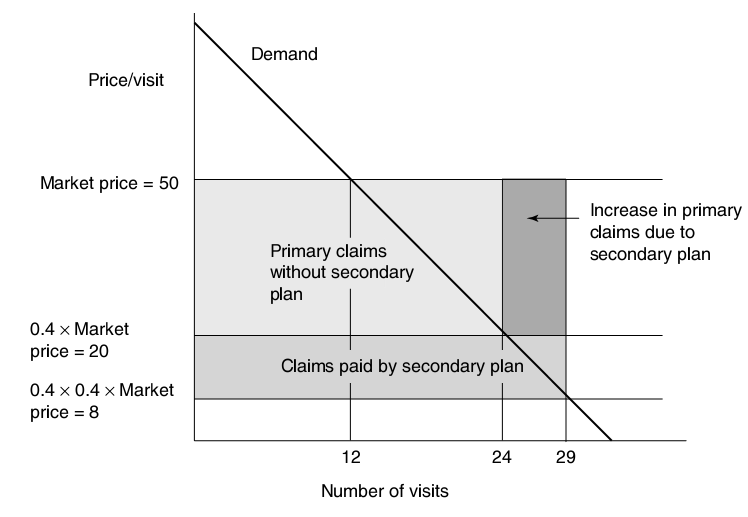 Demand
Price/visit
Market price = 50
Increase in primary
claims due to
secondary plan
Primary claims
without secondary
plan
0.4 × Market
price = 20
Claims paid by secondary plan
0.4 × 0.4 × Market
price = 8
12
24
29
Number of visits